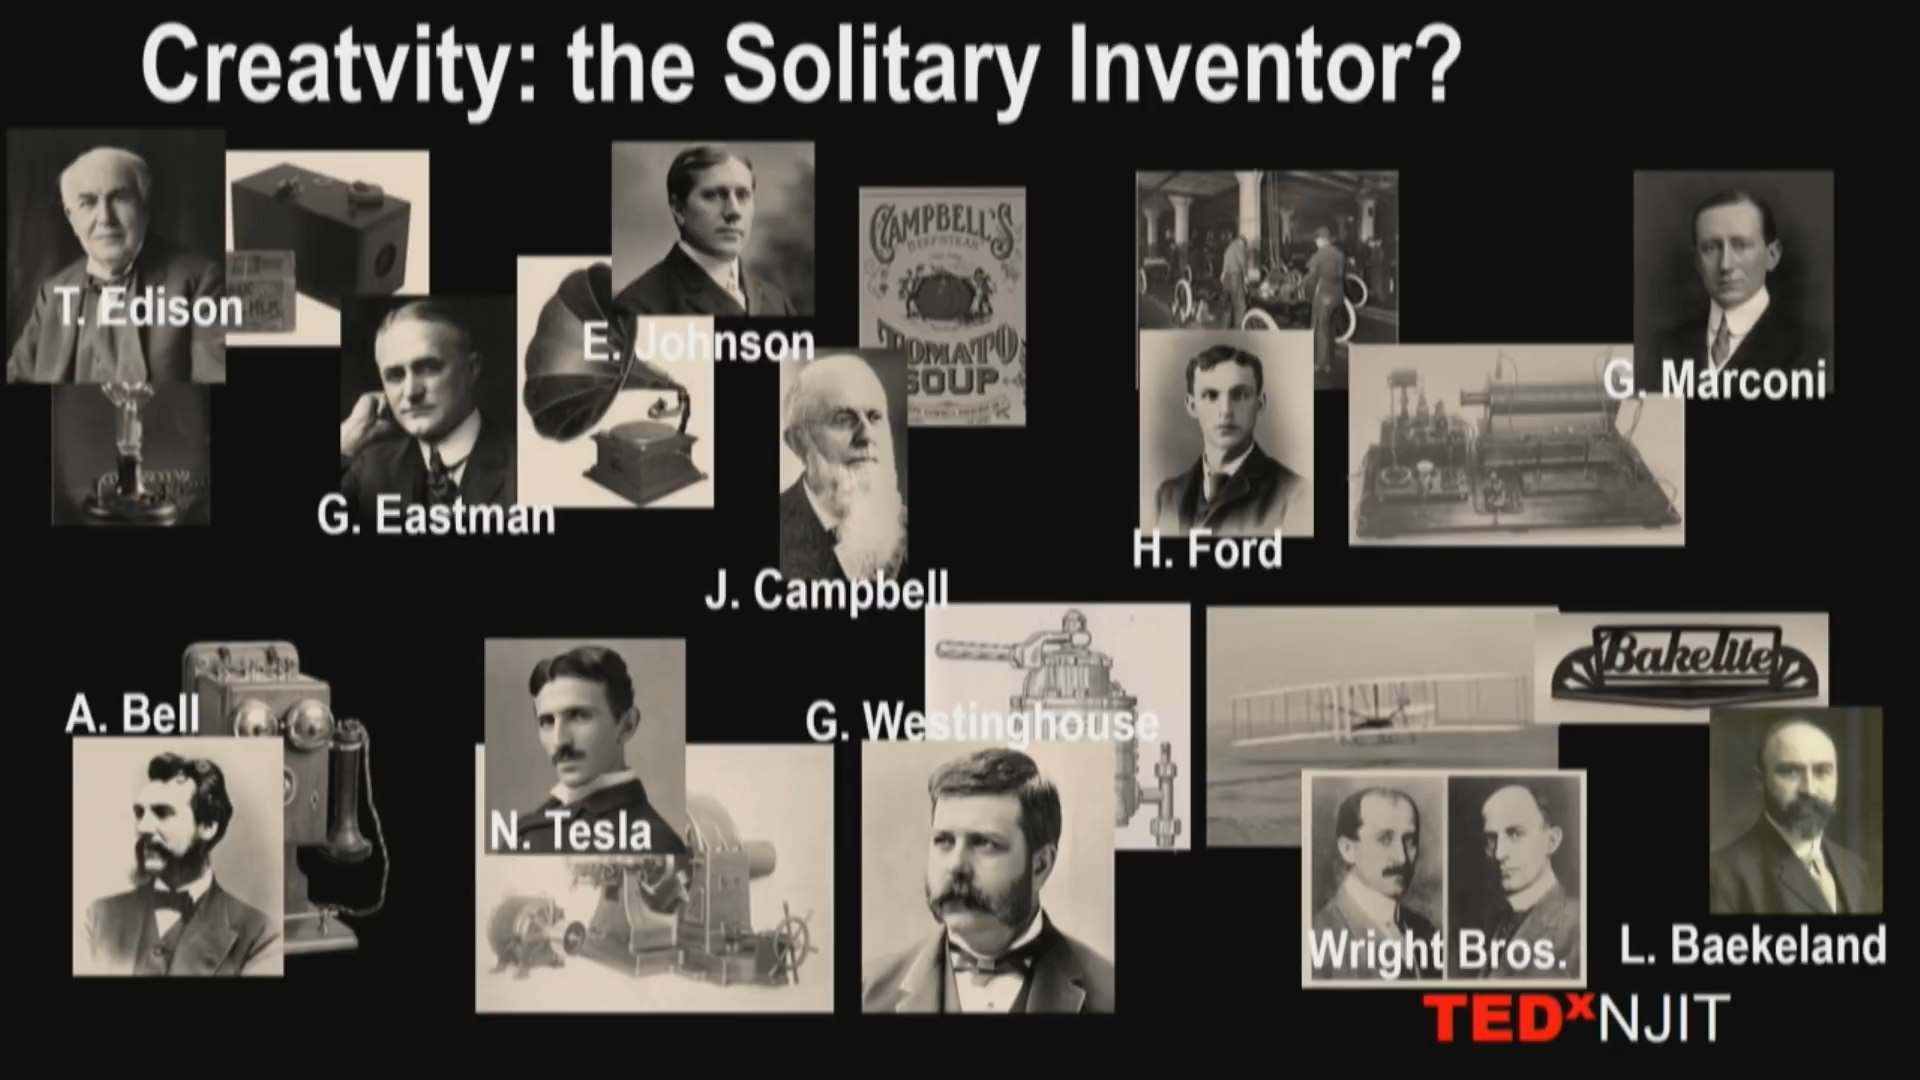 Creatvity: the Solitary Inventor?
T. Edison
G. Eastman
E. Johnson
CAMPBELL'S
BEEFSTEAK
TOMATO
SOUP
J. Campbell
H. Ford
G. Marconi
A. Bell
N. Tesla
G. Westinghouse
Wright Bros.
Bakelite
L. Baekeland
TEDxNJIT